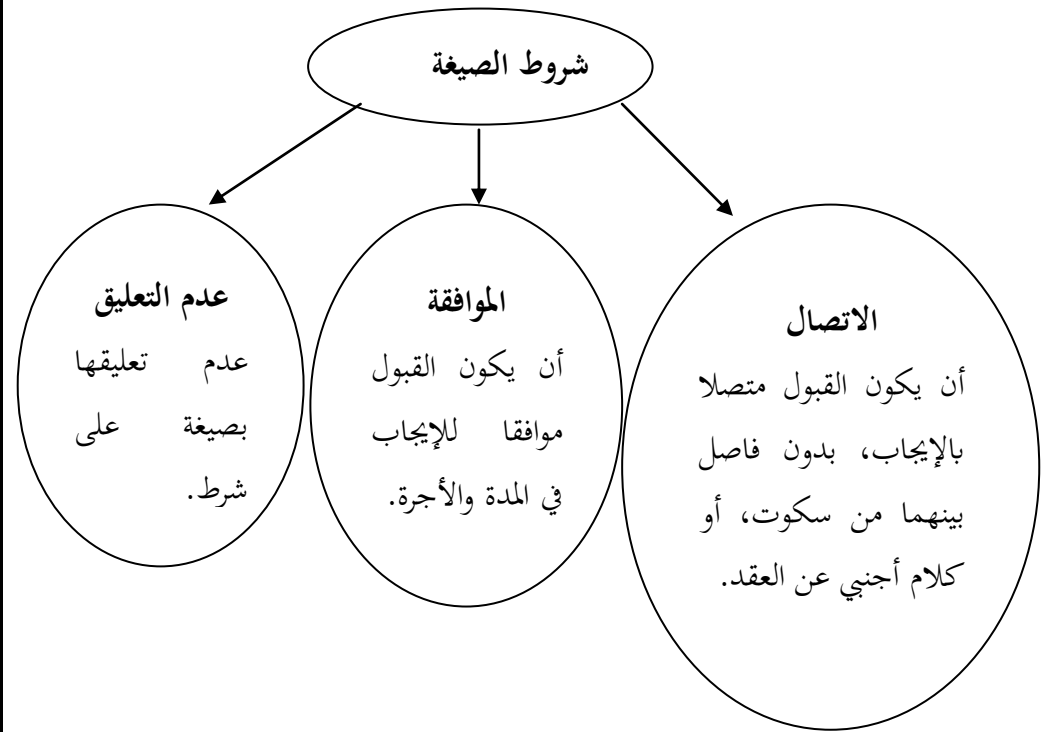 شروط الصيغة
الاتصال
أن يكون القبول متصلا
بالإيجاب، بدون فاصل
بينهما من سكوت، أو
كلام أجنبي عن العقد.
الموافقة
أن يكون القبول
موافقا للإيجاب
في المدة والأجرة.
عدم التعليق
عدم تعليقها
بصيغة على
شرط.